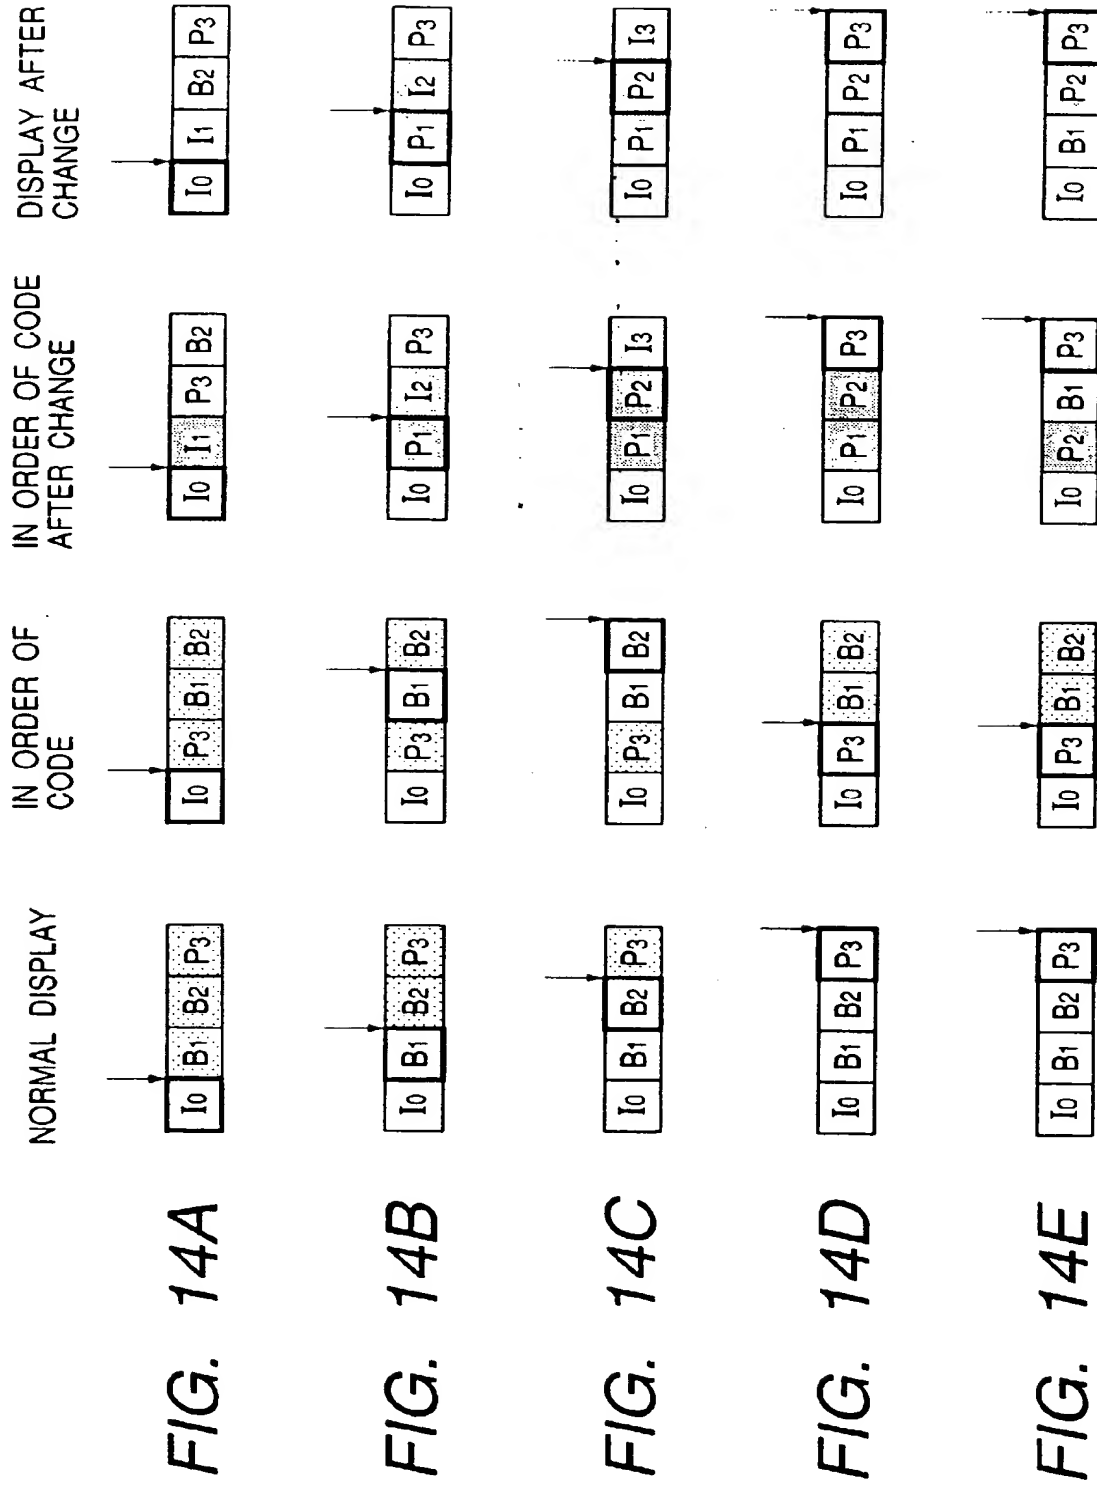 NORMAL DISPLAY
IN ORDER OF
CODE
IN ORDER OF CODE
AFTER CHANGE
DISPLAY AFTER
CHANGE
FIG. 14A
I0 B1 B2 P3
I0 P3 B1 B2
I0 I1 P3 B2
I0 I1 B2 P3
FIG. 14B
I0 B1 B2 P3
I0 P3 B1 B2
I0 P1 I2 P3
I0 P1 I2 P3
FIG. 14C
I0 B1 B2 P3
I0 P3 B1 B2
I0 P1 P2 I3
I0 P1 P2 I3
FIG. 14D
I0 B1 B2 P3
I0 P3 B1 B2
I0 P1 P2 P3
I0 P1 P2 P3
FIG. 14E
I0 B1 B2 P3
I0 P3 B1 B2
I0 P2 B1 P3
I0 B1 P2 P3